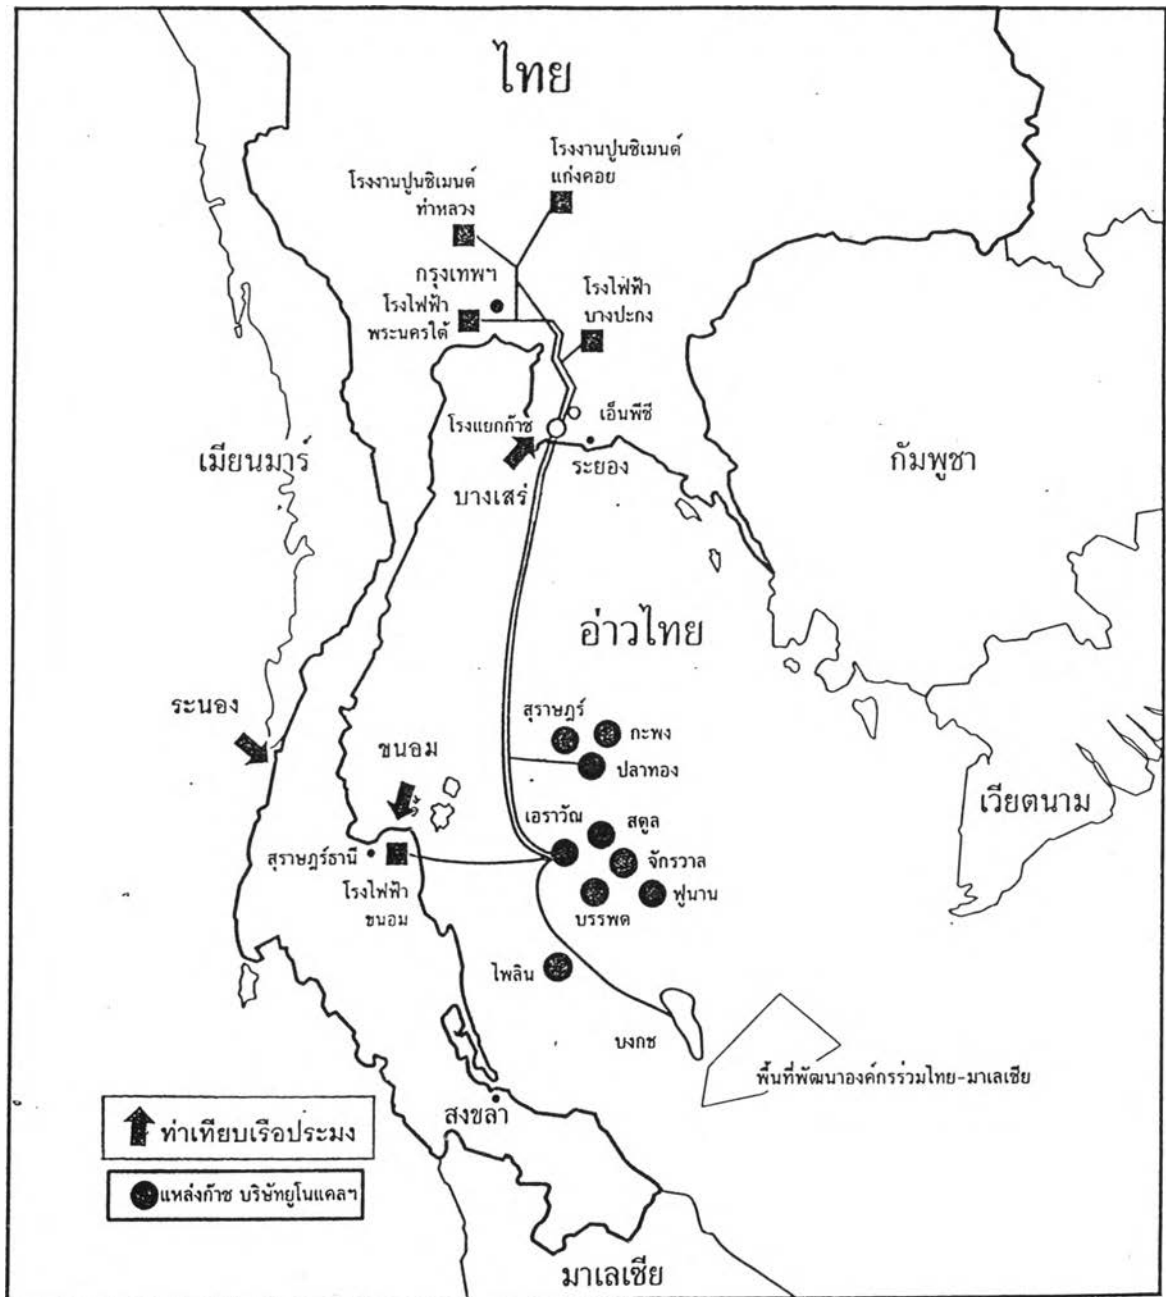 ไทย
โรงงานปูนซิเมนต์
แก่งคอย
โรงงานปูนซิเมนต์
ท่าหลวง
กรุงเทพฯ
โรงไฟฟ้า
พระนครใต้
โรงไฟฟ้า
บางปะกง
โรงแยกก๊าซ
เอ็นพีซี
ระยอง
บางเสร่
เมียนมาร์
กัมพูชา
อ่าวไทย
ระนอง
สุราษฎร์
กะพง
ปลาทอง
ขนอม
เอราวัณ
สตูล
จักรวาล
ฟูนาน
บรรพต
เวียตนาม
สุราษฎร์ธานี
โรงไฟฟ้า
ขนอม
ไพลิน
บงกช
พื้นที่พัฒนาองค์กรร่วมไทย-มาเลเซีย
สงขลา
ท่าเทียบเรือประมง
แหล่งก๊าซ บริษัทยูโนแคลฯ
มาเลเซีย